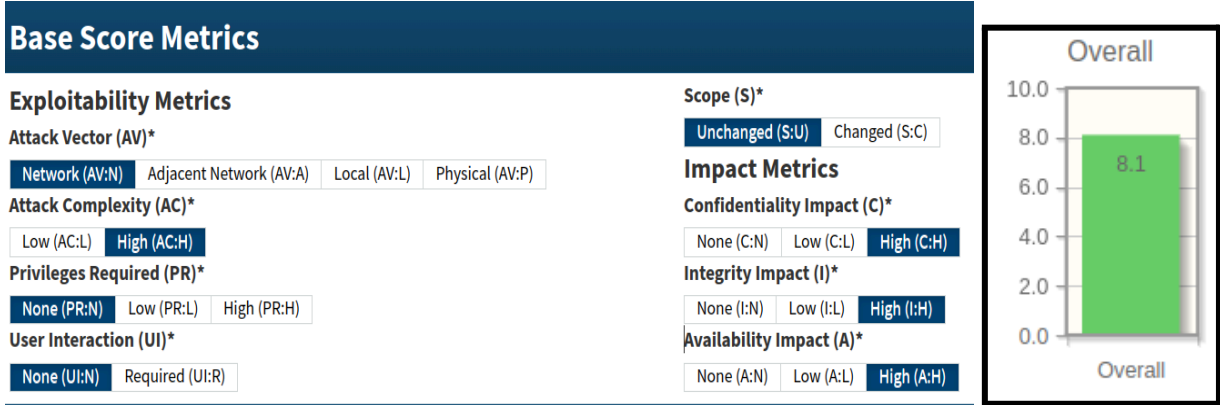 Base Score Metrics
Exploitability Metrics
Attack Vector (AV)*
Network (AV:N) Adjacent Network (AV:A) Local (AV:L) Physical (AV:P)
Attack Complexity (AC)*
Low (AC:L) High (AC:H)
Privileges Required (PR)*
None (PR:N) Low (PR:L) High (PR:H)
User Interaction (UI)*
None (UI:N) Required (UI:R)
Scope (S)*
Unchanged (S:U) Changed (S:C)
Impact Metrics
Confidentiality Impact (C)*
None (C:N) Low (C:L) High (C:H)
Integrity Impact (I)*
None (I:N) Low (I:L) High (I:H)
Availability Impact (A)*
None (A:N) Low (A:L) High (A:H)
Overall
10.0
8.0
8.1
6.0
4.0
2.0
0.0
Overall